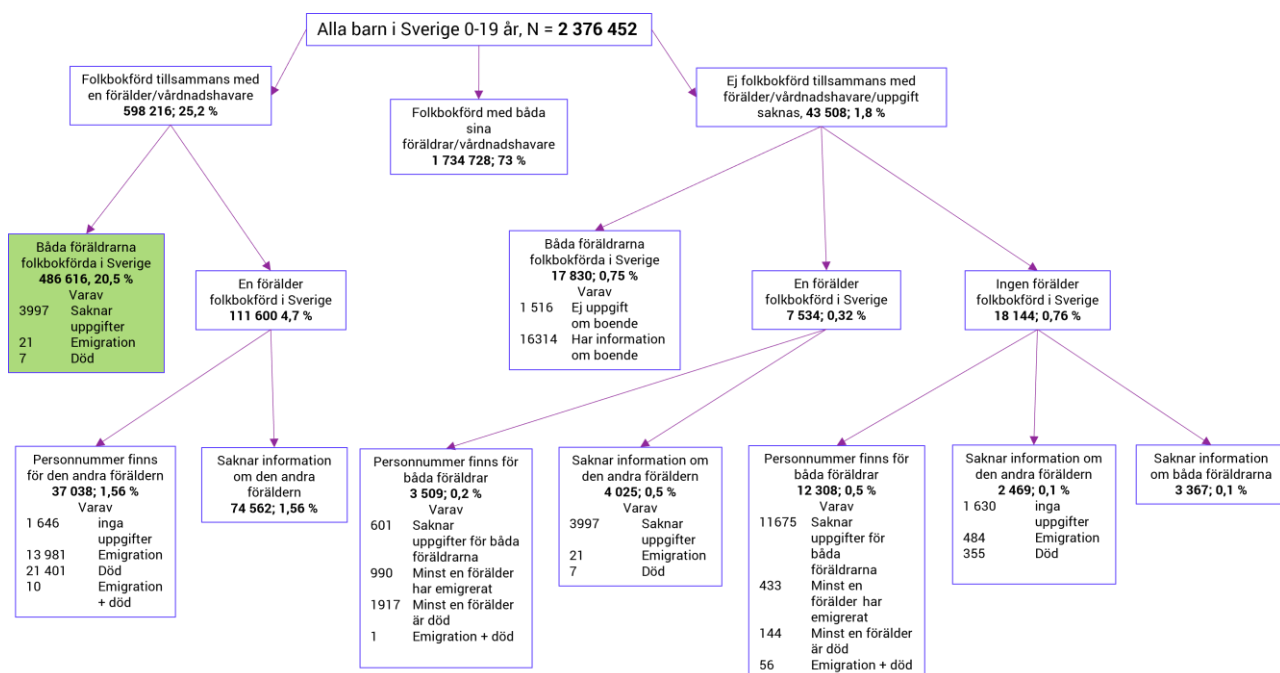 Alla barn i Sverige 0-19 år, N = 2 376 452
Folkbokförd tillsammans med
en förälder/vårdnadshavare
598 216; 25,2 %
Folkbokförd med båda
sina
föräldrar/vårdnadshavare
1 734 728; 73 %
Ej folkbokförd tillsammans med
förälder/vårdnadshavare/uppgift
saknas, 43 508; 1,8 %
Båda föräldrarna
folkbokförda i Sverige
486 616, 20,5 %
Varav
3997 Saknar
uppgifter
21 Emigration
7 Död
En förälder
folkbokförd i Sverige
111 600 4,7 %
Båda föräldrarna
folkbokförda i Sverige
17 830; 0,75 %
Varav
1 516 Ej uppgift
om boende
16314 Har information
om boende
En förälder
folkbokförd i Sverige
7 534; 0,32 %
Ingen förälder
folkbokförd i Sverige
18 144; 0,76 %
Personnummer finns
för den andra föräldern
37 038; 1,56 %
Varav
1 646 inga
uppgifter
13 981 Emigration
21 401 Död
10 Emigration
+ död
Saknar information
om den andra
föräldern
74 562; 1,56 %
Personnummer finns för
båda föräldrar
3 509; 0,2 %
Varav
601 Saknar
uppgifter för båda
föräldrarna
990 Minst en förälder
har emigrerat
1917 Minst en förälder
är död
1 Emigration + död
Saknar information om
den andra föräldern
4 025; 0,5 %
Varav
3997 Saknar
uppgifter
21 Emigration
7 Död
Personnummer finns för
båda föräldrar
12 308; 0,5 %
Varav
11675 Saknar
uppgifter för
båda
föräldrarna
433 Minst en
förälder har
emigrerat
144 Minst en förälder
är död
56 Emigration + död
Saknar information om
den andra föräldern
2 469; 0,1 %
1 630 inga
uppgifter
484 Emigration
355 Död
Saknar information
om båda föräldrarna
3 367; 0,1 %